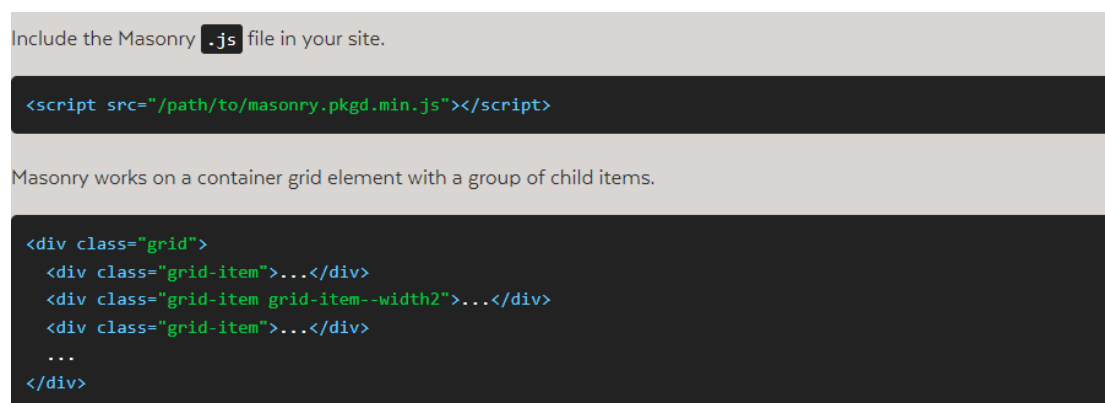 Include the Masonry .js file in your site.
<script src="/path/to/masonry.pkgd.min.js"></script>
Masonry works on a container grid element with a group of child items.
<div class="grid">
  <div class="grid-item">...</div>
  <div class="grid-item grid-item--width2">...</div>
  <div class="grid-item">...</div>
  ...
</div>